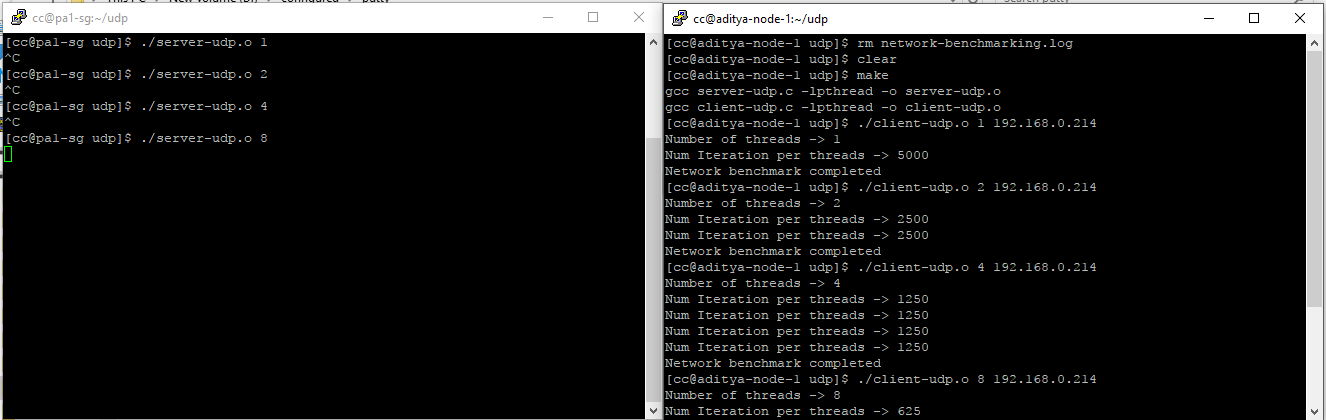 cc@pa1-sg:~/udp
[cc@pa1-sg udp]$ ./server-udp.o 1
^C
[cc@pa1-sg udp]$ ./server-udp.o 2
^C
[cc@pa1-sg udp]$ ./server-udp.o 4
^C
[cc@pa1-sg udp]$ ./server-udp.o 8
cc@aditya-node-1:~/udp
[cc@aditya-node-1 udp]$ rm network-benchmarking.log
[cc@aditya-node-1 udp]$ clear
[cc@aditya-node-1 udp]$ make
gcc server-udp.c -lpthread -o server-udp.o
gcc client-udp.c -lpthread -o client-udp.o
[cc@aditya-node-1 udp]$ ./client-udp.o 1 192.168.0.214
Number of threads -> 1
Num Iteration per threads -> 5000
Network benchmark completed
[cc@aditya-node-1 udp]$ ./client-udp.o 2 192.168.0.214
Number of threads -> 2
Num Iteration per threads -> 2500
Num Iteration per threads -> 2500
Network benchmark completed
[cc@aditya-node-1 udp]$ ./client-udp.o 4 192.168.0.214
Number of threads -> 4
Num Iteration per threads -> 1250
Num Iteration per threads -> 1250
Num Iteration per threads -> 1250
Num Iteration per threads -> 1250
Network benchmark completed
[cc@aditya-node-1 udp]$ ./client-udp.o 8 192.168.0.214
Number of threads -> 8
Num Iteration per threads -> 625